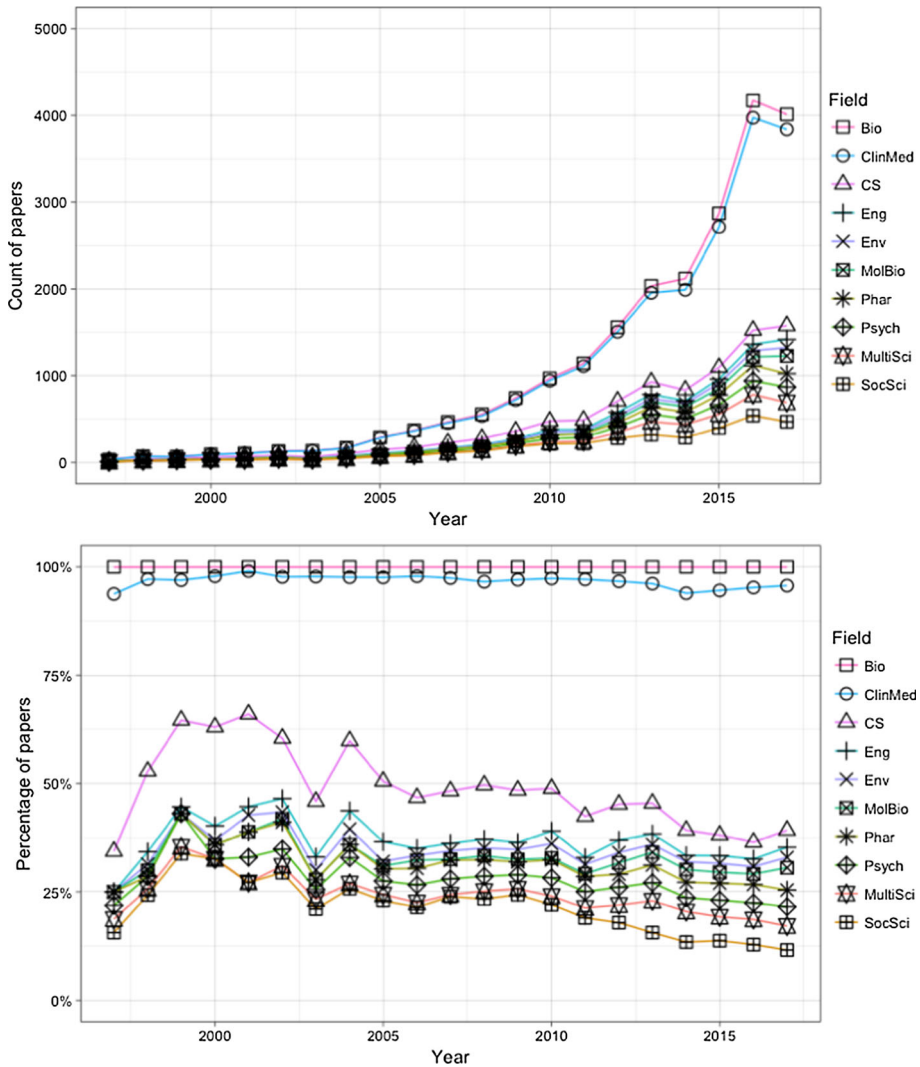 5000
4000
3000
2000
1000
0
Count of papers
2000
2005
2010
2015
Year
Field
Bio
ClinMed
CS
Eng
Env
MolBio
Phar
Psych
MultiSci
SocSci
100%
75%
50%
25%
0%
Percentage of papers
2000
2005
2010
2015
Year
Field
Bio
ClinMed
CS
Eng
Env
MolBio
Phar
Psych
MultiSci
SocSci